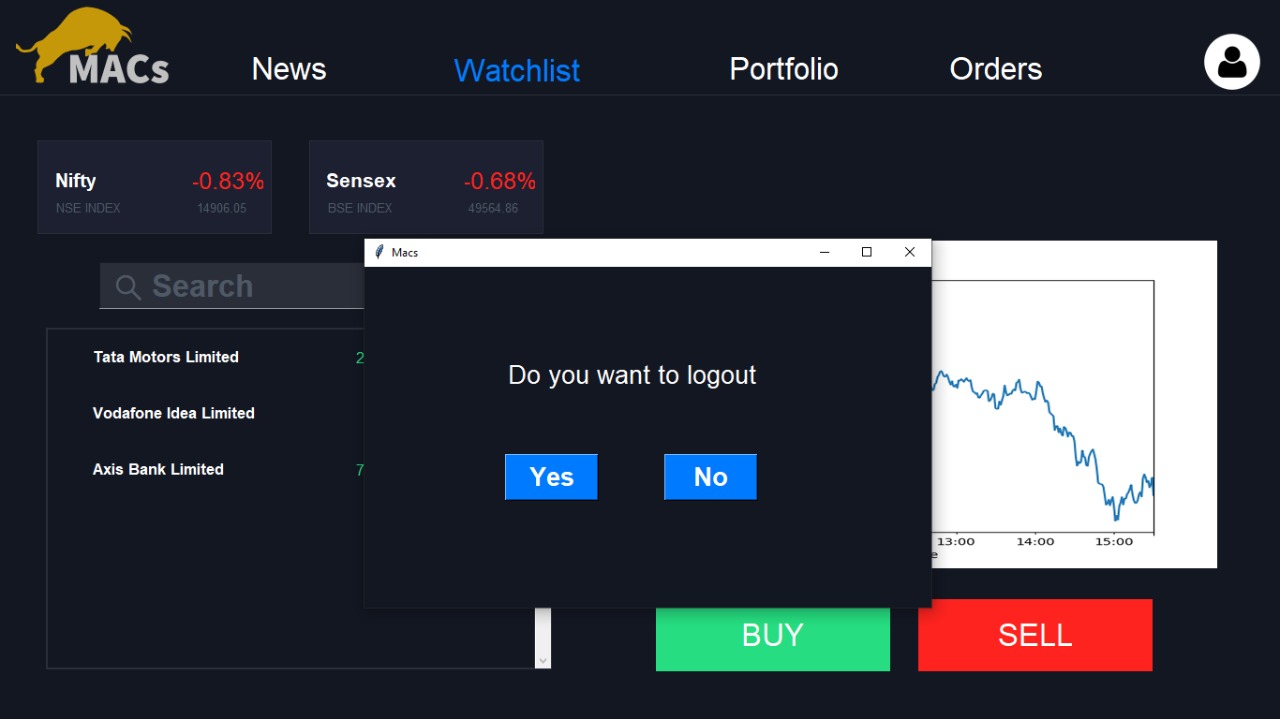 MACs
News
Watchlist
Portfolio
Orders
Nifty -0.83%
NSE INDEX 14906.05
Sensex -0.68%
BSE INDEX 49564.86
Search
Tata Motors Limited 2
Vodafone Idea Limited
Axis Bank Limited 7
Macs
Do you want to logout
Yes No
13:00 14:00 15:00
e
BUY SELL